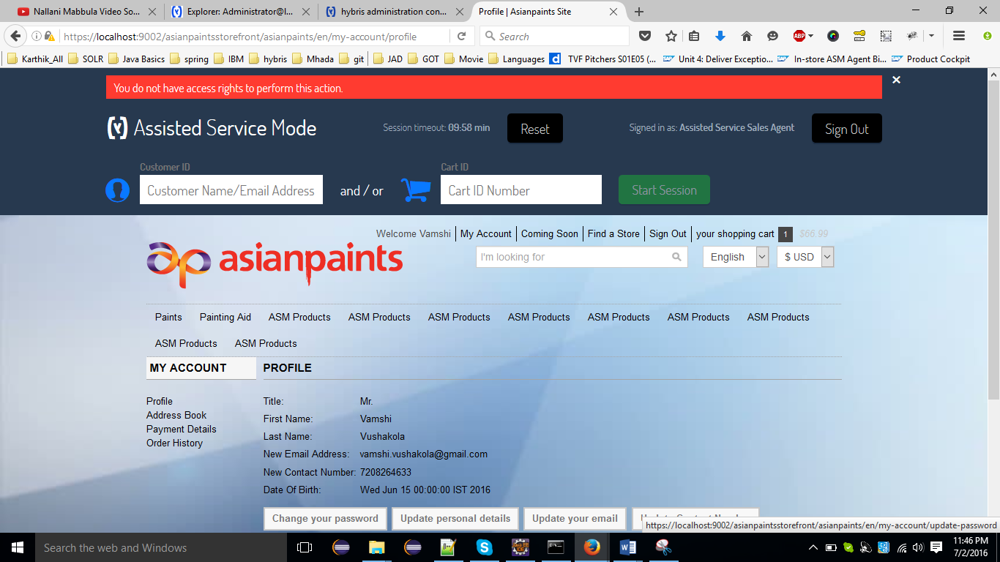 Nallani Mabbula Video So...
Explorer: Administrator@l...
hybris administration con...
Profile | Asianpaints Site
https://localhost:9002/asianpaintsstorefront/asianpaints/en/my-account/profile
Search
ABP
Karthik_All SOLR Java Basics spring IBM hybris Mhada git JAD GOT Movie Languages TVF Pitchers S01E05 (... Unit 4: Deliver Exceptio... In-store ASM Agent Bi... Product Cockpit
You do not have access rights to perform this action.
Assisted Service Mode
Session timeout: 09:58 min
Reset
Signed in as: Assisted Service Sales Agent
Sign Out
Customer ID
Cart ID
Customer Name/Email Address
and / or
Cart ID Number
Start Session
Welcome Vamshi My Account Coming Soon Find a Store Sign Out your shopping cart 1 $66.99
asianpaints
I'm looking for
English
$ USD
Paints Painting Aid ASM Products ASM Products ASM Products ASM Products ASM Products ASM Products ASM Products
ASM Products ASM Products
MY ACCOUNT
PROFILE
Profile
Address Book
Payment Details
Order History
Title: Mr.
First Name: Vamshi
Last Name: Vushakola
New Email Address: vamshi.vushakola@gmail.com
New Contact Number: 7208264633
Date Of Birth: Wed Jun 15 00:00:00 IST 2016
Change your password
Update personal details
Update your email
https://localhost:9002/asianpaintsstorefront/asianpaints/en/my-account/update-password
Search the web and Windows
11:46 PM
7/2/2016